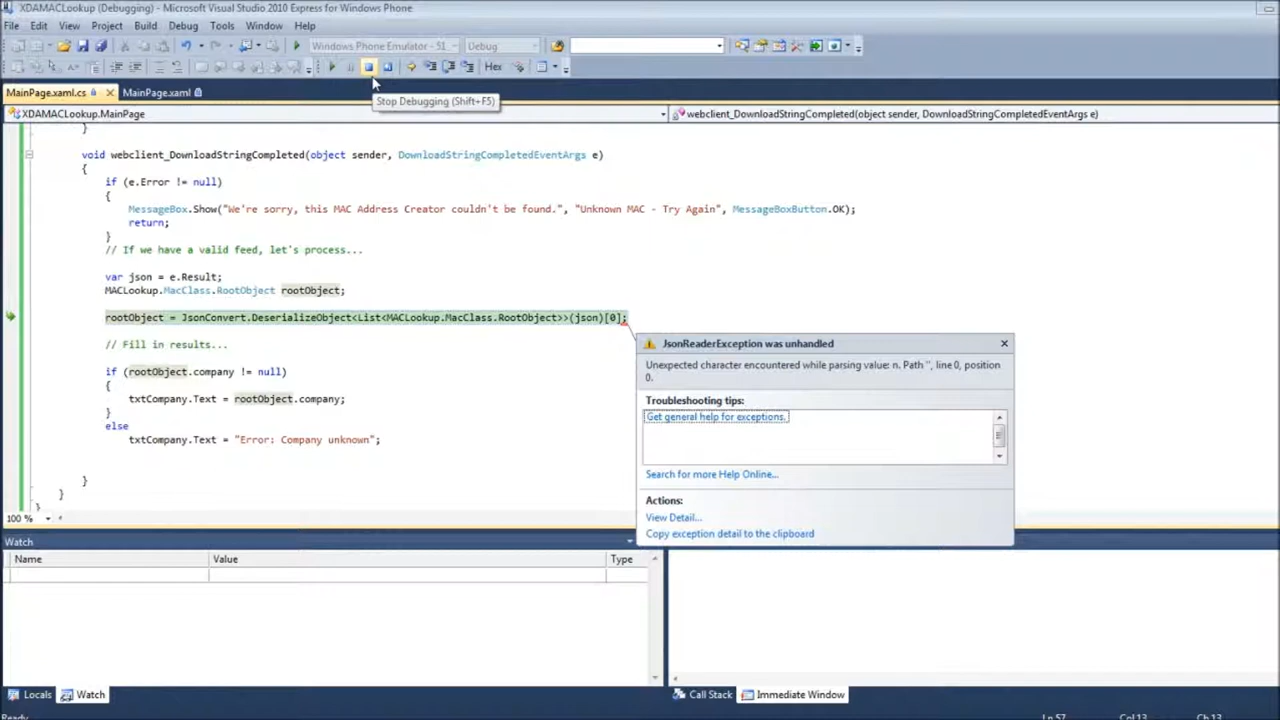 XDAMACLookup (Debugging) - Microsoft Visual Studio 2010 Express for Windows Phone
File Edit View Project Build Debug Tools Window Help
Windows Phone Emulator - 51 Debug
Hex
MainPage.xaml.cs MainPage.xaml
Stop Debugging (Shift+F5)
XDAMACLookup.MainPage webclient_DownloadStringCompleted(object sender, DownloadStringCompletedEventArgs e)
}
void webclient_DownloadStringCompleted(object sender, DownloadStringCompletedEventArgs e)
{
if (e.Error != null)
{
MessageBox.Show("We're sorry, this MAC Address Creator couldn't be found.", "Unknown MAC - Try Again", MessageBoxButton.OK);
return;
}
// If we have a valid feed, let's process...
var json = e.Result;
MACLookup.MacClass.RootObject rootObject;
rootObject = JsonConvert.DeserializeObject<List<MACLookup.MacClass.RootObject>>(json)[0];
// Fill in results...
if (rootObject.company != null)
{
txtCompany.Text = rootObject.company;
}
else
txtCompany.Text = "Error: Company unknown";
}
}
}
JsonReaderException was unhandled
Unexpected character encountered while parsing value: n. Path '', line 0, position
0.
Troubleshooting tips:
Get general help for exceptions.
Search for more Help Online...
Actions:
View Detail...
Copy exception detail to the clipboard
100 %
Watch
Name Value Type
Locals Watch Call Stack Immediate Window
Ready Ln 57 Col 13 Ch 13